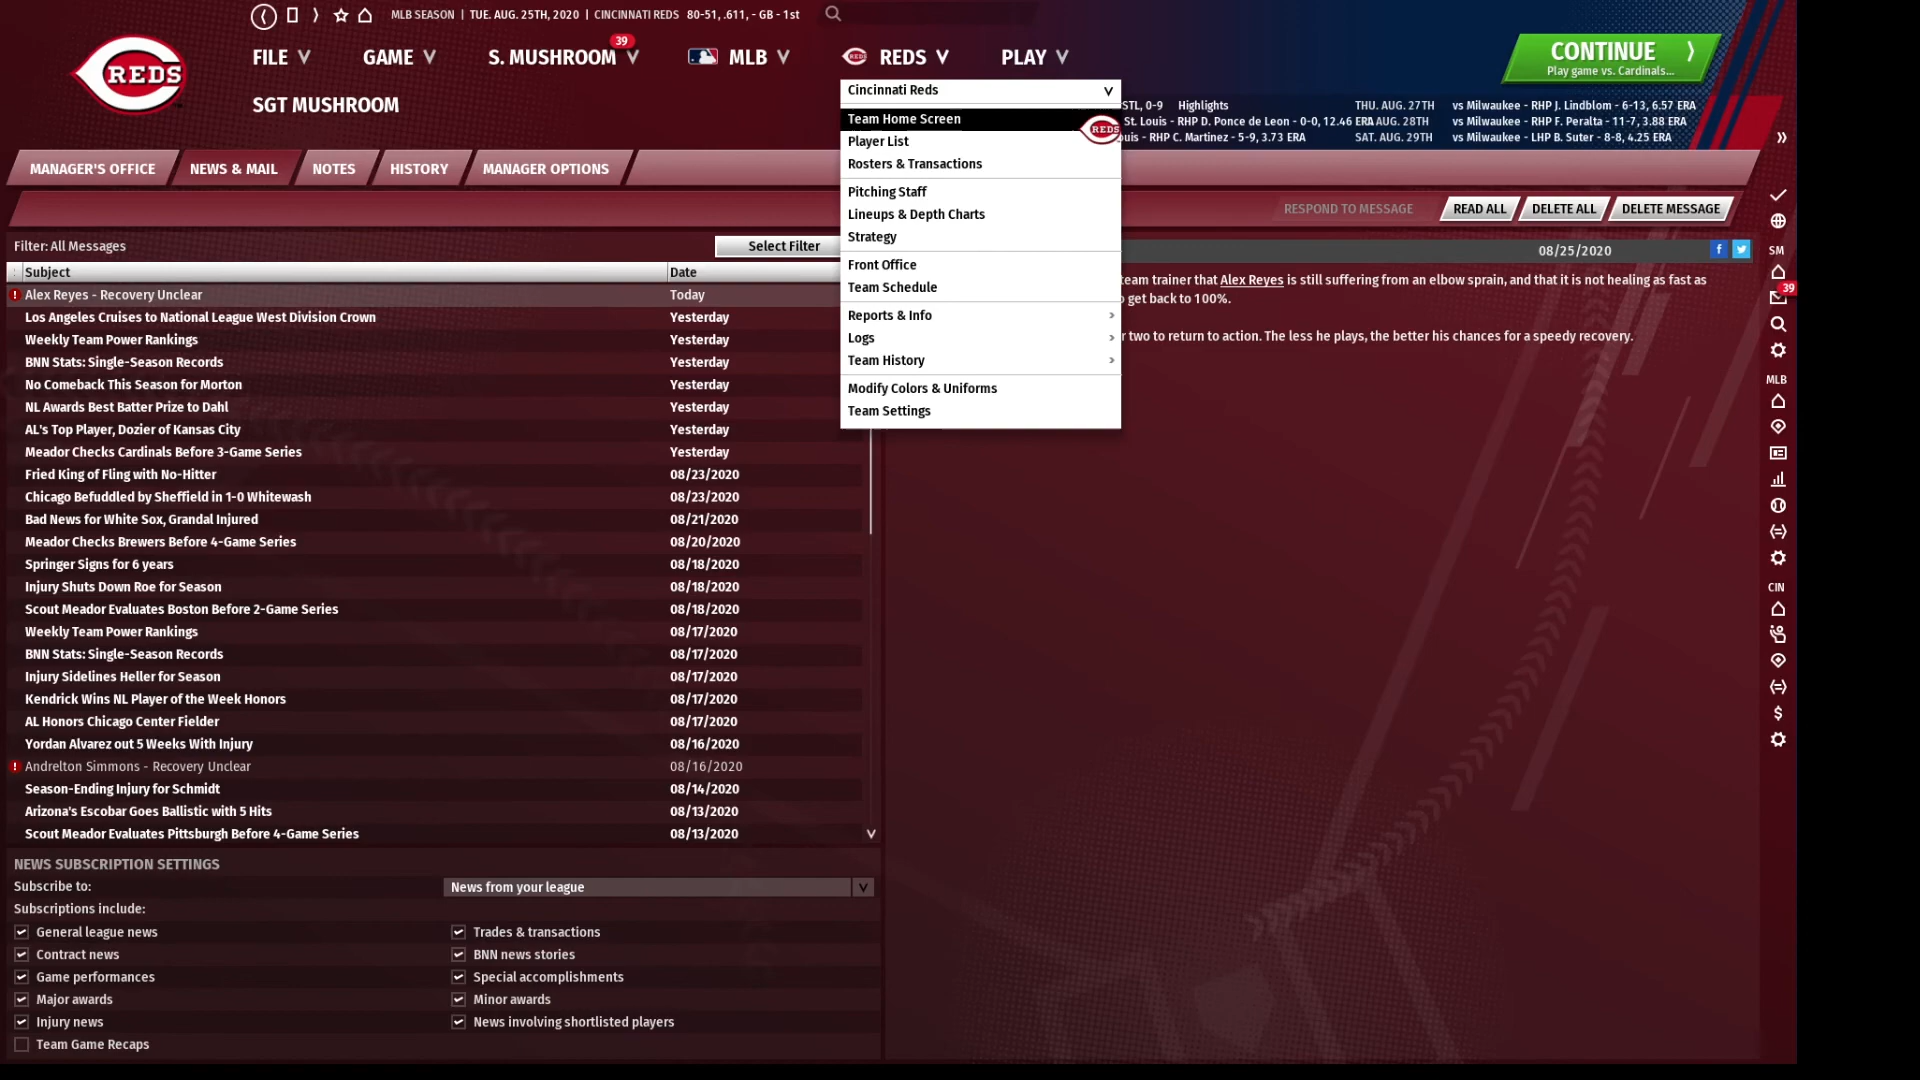 MLB SEASON | TUE. AUG. 25TH, 2020 | CINCINNATI REDS 80-51, .611, - GB - 1st
REDS
FILE GAME S. MUSHROOM 39 MLB REDS PLAY
CONTINUE
Play game vs. Cardinals...
SGT MUSHROOM
Cincinnati Reds
Team Home Screen
REDS
Player List
Rosters & Transactions
Pitching Staff
Lineups & Depth Charts
Strategy
Front Office
Team Schedule
Reports & Info
Logs
Team History
Modify Colors & Uniforms
Team Settings
STL, 0-9 Highlights THU. AUG. 27TH vs Milwaukee - RHP J. Lindblom - 6-13, 6.57 ERA
St. Louis - RHP D. Ponce de Leon - 0-0, 12.46 ERA AUG. 28TH vs Milwaukee - RHP F. Peralta - 11-7, 3.88 ERA
ouis - RHP C. Martinez - 5-9, 3.73 ERA SAT. AUG. 29TH vs Milwaukee - LHP B. Suter - 8-8, 4.25 ERA
MANAGER'S OFFICE NEWS & MAIL NOTES HISTORY MANAGER OPTIONS
RESPOND TO MESSAGE READ ALL DELETE ALL DELETE MESSAGE
Filter: All Messages Select Filter
Subject Date
Alex Reyes - Recovery Unclear Today
Los Angeles Cruises to National League West Division Crown Yesterday
Weekly Team Power Rankings Yesterday
BNN Stats: Single-Season Records Yesterday
No Comeback This Season for Morton Yesterday
NL Awards Best Batter Prize to Dahl Yesterday
AL's Top Player, Dozier of Kansas City Yesterday
Meador Checks Cardinals Before 3-Game Series Yesterday
Fried King of Fling with No-Hitter 08/23/2020
Chicago Befuddled by Sheffield in 1-0 Whitewash 08/23/2020
Bad News for White Sox, Grandal Injured 08/21/2020
Meador Checks Brewers Before 4-Game Series 08/20/2020
Springer Signs for 6 years 08/18/2020
Injury Shuts Down Roe for Season 08/18/2020
Scout Meador Evaluates Boston Before 2-Game Series 08/18/2020
Weekly Team Power Rankings 08/17/2020
BNN Stats: Single-Season Records 08/17/2020
Injury Sidelines Heller for Season 08/17/2020
Kendrick Wins NL Player of the Week Honors 08/17/2020
AL Honors Chicago Center Fielder 08/17/2020
Yordan Alvarez out 5 Weeks With Injury 08/16/2020
Andrelton Simmons - Recovery Unclear 08/16/2020
Season-Ending Injury for Schmidt 08/14/2020
Arizona's Escobar Goes Ballistic with 5 Hits 08/13/2020
Scout Meador Evaluates Pittsburgh Before 4-Game Series 08/13/2020
08/25/2020
team trainer that Alex Reyes is still suffering from an elbow sprain, and that it is not healing as fast as
get back to 100%.
r two to return to action. The less he plays, the better his chances for a speedy recovery.
SM
39
MLB
CIN
NEWS SUBSCRIPTION SETTINGS
Subscribe to: News from your league
Subscriptions include:
General league news Trades & transactions
Contract news BNN news stories
Game performances Special accomplishments
Major awards Minor awards
Injury news News involving shortlisted players
Team Game Recaps